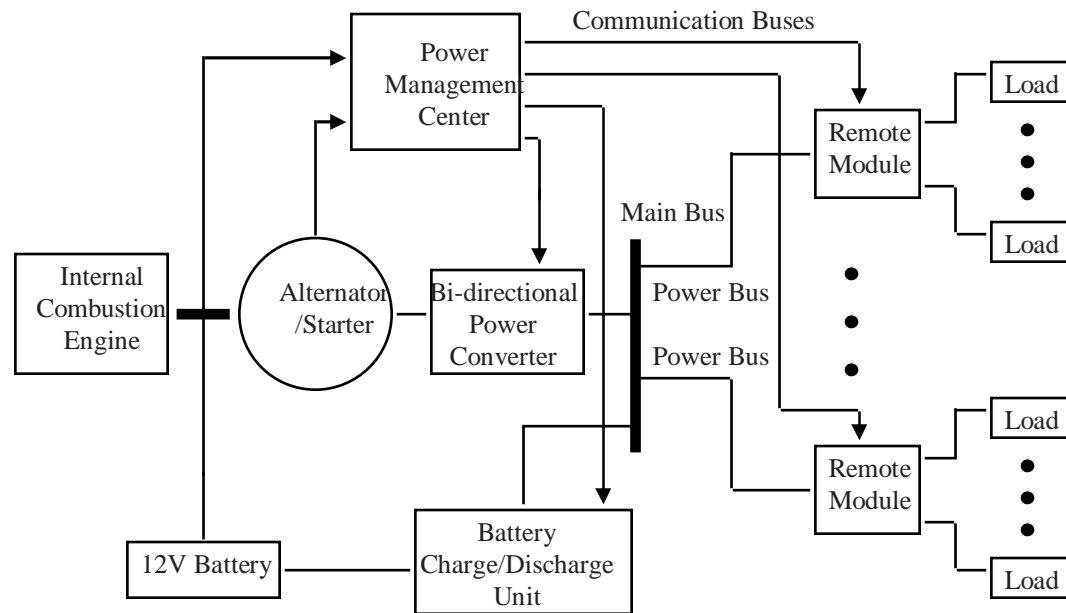 Communication Buses
Power
Management
Center
Load
Remote
Module
Load
Main Bus
Internal
Combustion
Engine
Alternator
/Starter
Bi-directional
Power
Converter
Power Bus
Power Bus
Load
Remote
Module
Load
12V Battery
Battery
Charge/Discharge
Unit